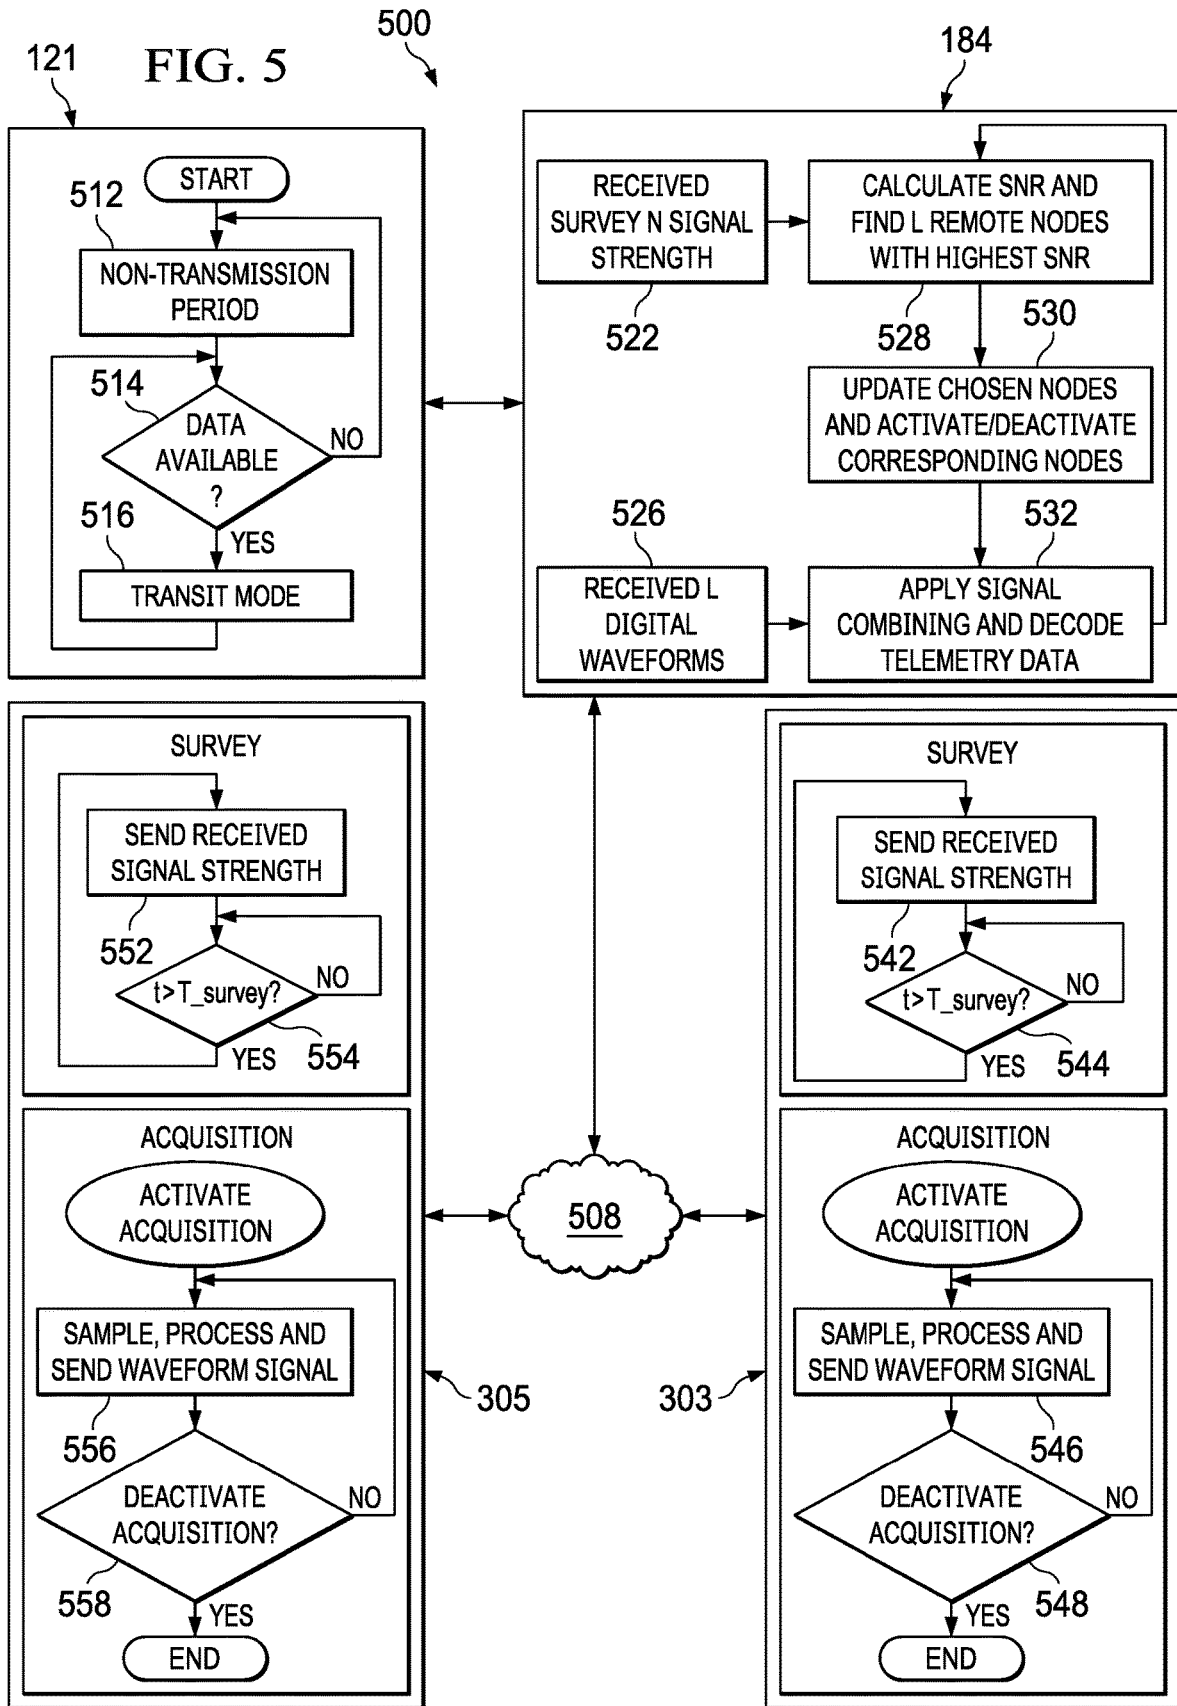 500
121
FIG. 5
184
START
512
NON-TRANSMISSION
PERIOD
514
DATA
AVAILABLE
?
NO
516
YES
TRANSIT MODE
RECEIVED
SURVEY N SIGNAL
STRENGTH
522
CALCULATE SNR AND
FIND L REMOTE NODES
WITH HIGHEST SNR
528
530
UPDATE CHOSEN NODES
AND ACTIVATE/DEACTIVATE
CORRESPONDING NODES
526
532
RECEIVED L
DIGITAL
WAVEFORMS
APPLY SIGNAL
COMBINING AND DECODE
TELEMETRY DATA
SURVEY
SEND RECEIVED
SIGNAL STRENGTH
552
t>T_survey?
NO
YES
554
ACQUISITION
ACTIVATE
ACQUISITION
SAMPLE, PROCESS AND
SEND WAVEFORM SIGNAL
556
DEACTIVATE
ACQUISITION?
NO
558
YES
END
305
508
303
SURVEY
SEND RECEIVED
SIGNAL STRENGTH
542
t>T_survey?
NO
YES
544
ACQUISITION
ACTIVATE
ACQUISITION
SAMPLE, PROCESS AND
SEND WAVEFORM SIGNAL
546
DEACTIVATE
ACQUISITION?
NO
548
YES
END